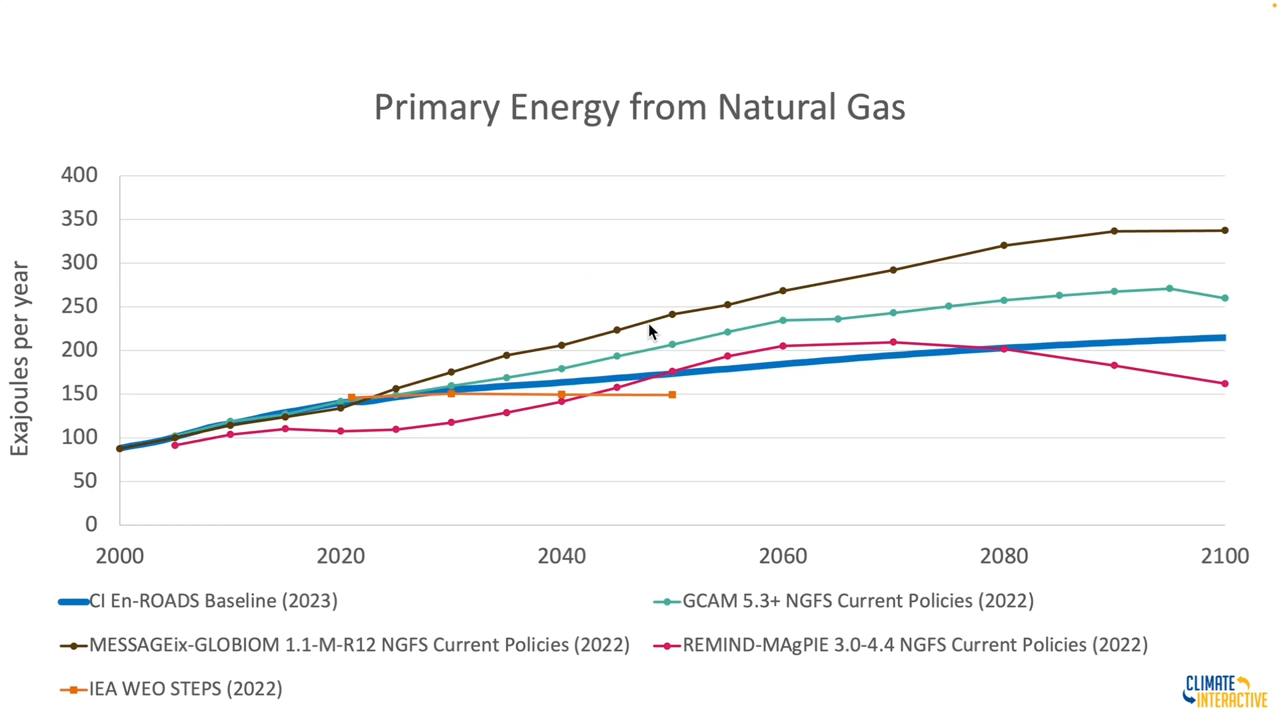 Primary Energy from Natural Gas
Exajoules per year
400
350
300
250
200
150
100
50
0
2000 2020 2040 2060 2080 2100
CI En-ROADS Baseline (2023) GCAM 5.3+ NGFS Current Policies (2022)
MESSAGEix-GLOBIOM 1.1-M-R12 NGFS Current Policies (2022) REMIND-MAgPIE 3.0-4.4 NGFS Current Policies (2022)
IEA WEO STEPS (2022)
CLIMATE
INTERACTIVE